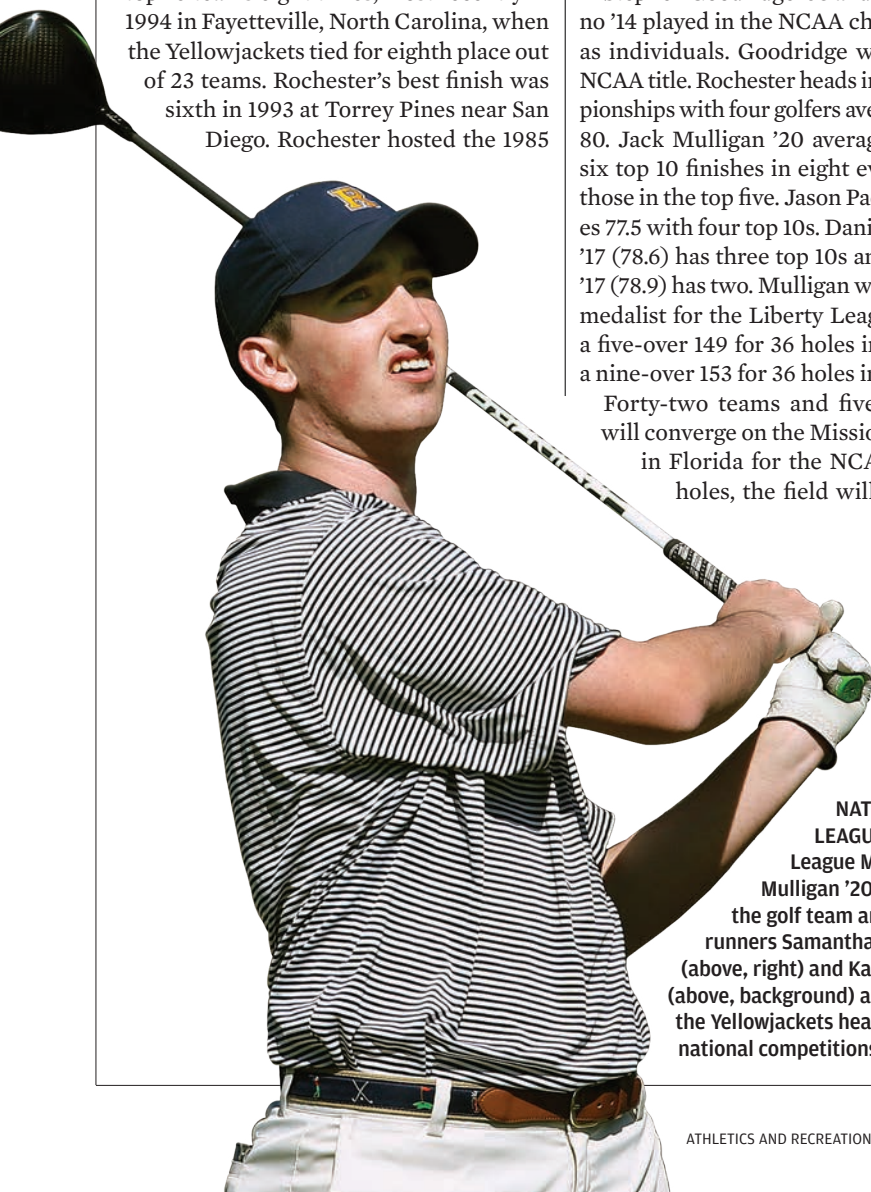 1994 in Fayetteville, North Carolina, when
the Yellowjackets tied for eighth place out
of 23 teams. Rochester’s best finish was
sixth in 1993 at Torrey Pines near San
Diego. Rochester hosted the 1985
no ’14 played in the NCAA ch
as individuals. Goodridge w
NCAA title. Rochester heads in
pionships with four golfers ave
80. Jack Mulligan ’20 averag
six top 10 finishes in eight ev
those in the top five. Jason Pac
es 77.5 with four top 10s. Dani
’17 (78.6) has three top 10s an
’17 (78.9) has two. Mulligan w
medalist for the Liberty Leag
a five-over 149 for 36 holes in
a nine-over 153 for 36 holes in
Forty-two teams and five
will converge on the Missio
in Florida for the NCA
holes, the field will
R
NAT
LEAGU
League M
Mulligan ’20
the golf team a
runners Samantha
(above, right) and Ka
(above, background) a
the Yellowjackets hea
national competitions
ATHLETICS AND RECREATION